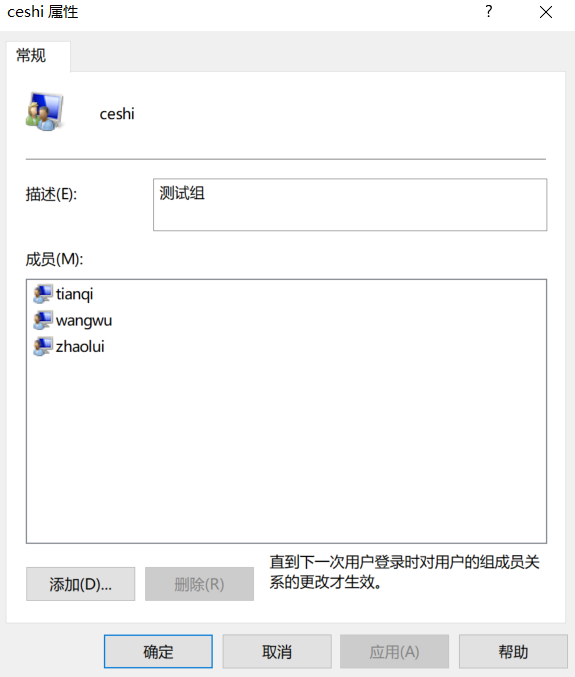 ceshi 属性
?
常规
ceshi
描述(E):
测试组
成员(M):
tianqi
wangwu
zhaolui
直到下一次用户登录时对用户的组成员关
系的更改才生效。
添加(D)...
删除(R)
确定
取消
应用(A)
帮助